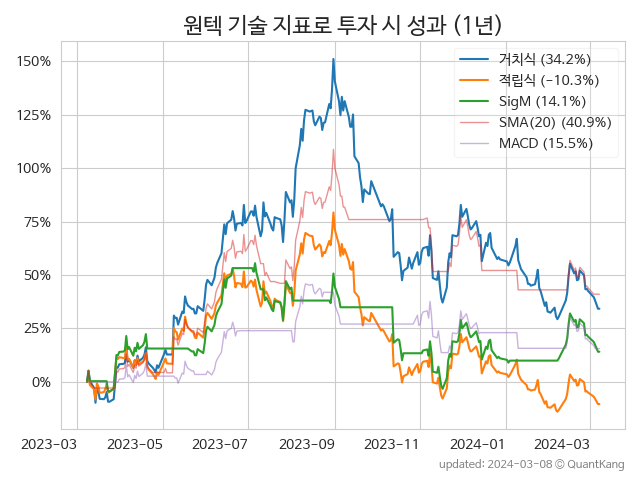 원텍 기술 지표로 투자 시 성과 (1년)
거치식 (34.2%)
적립식 (-10.3%)
SigM (14.1%)
SMA(20) (40.9%)
MACD (15.5%)
150%
125%
100%
75%
50%
25%
0%
2023-03 2023-05 2023-07 2023-09 2023-11 2024-01 2024-03
updated: 2024-03-08 © QuantKang